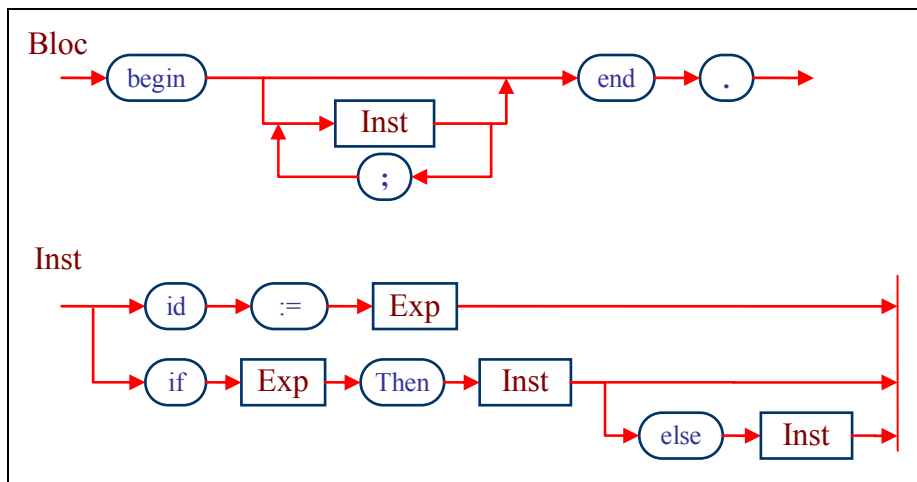 Bloc
begin end .
Inst
;
Inst
id := Exp
if Exp Then Inst
else Inst